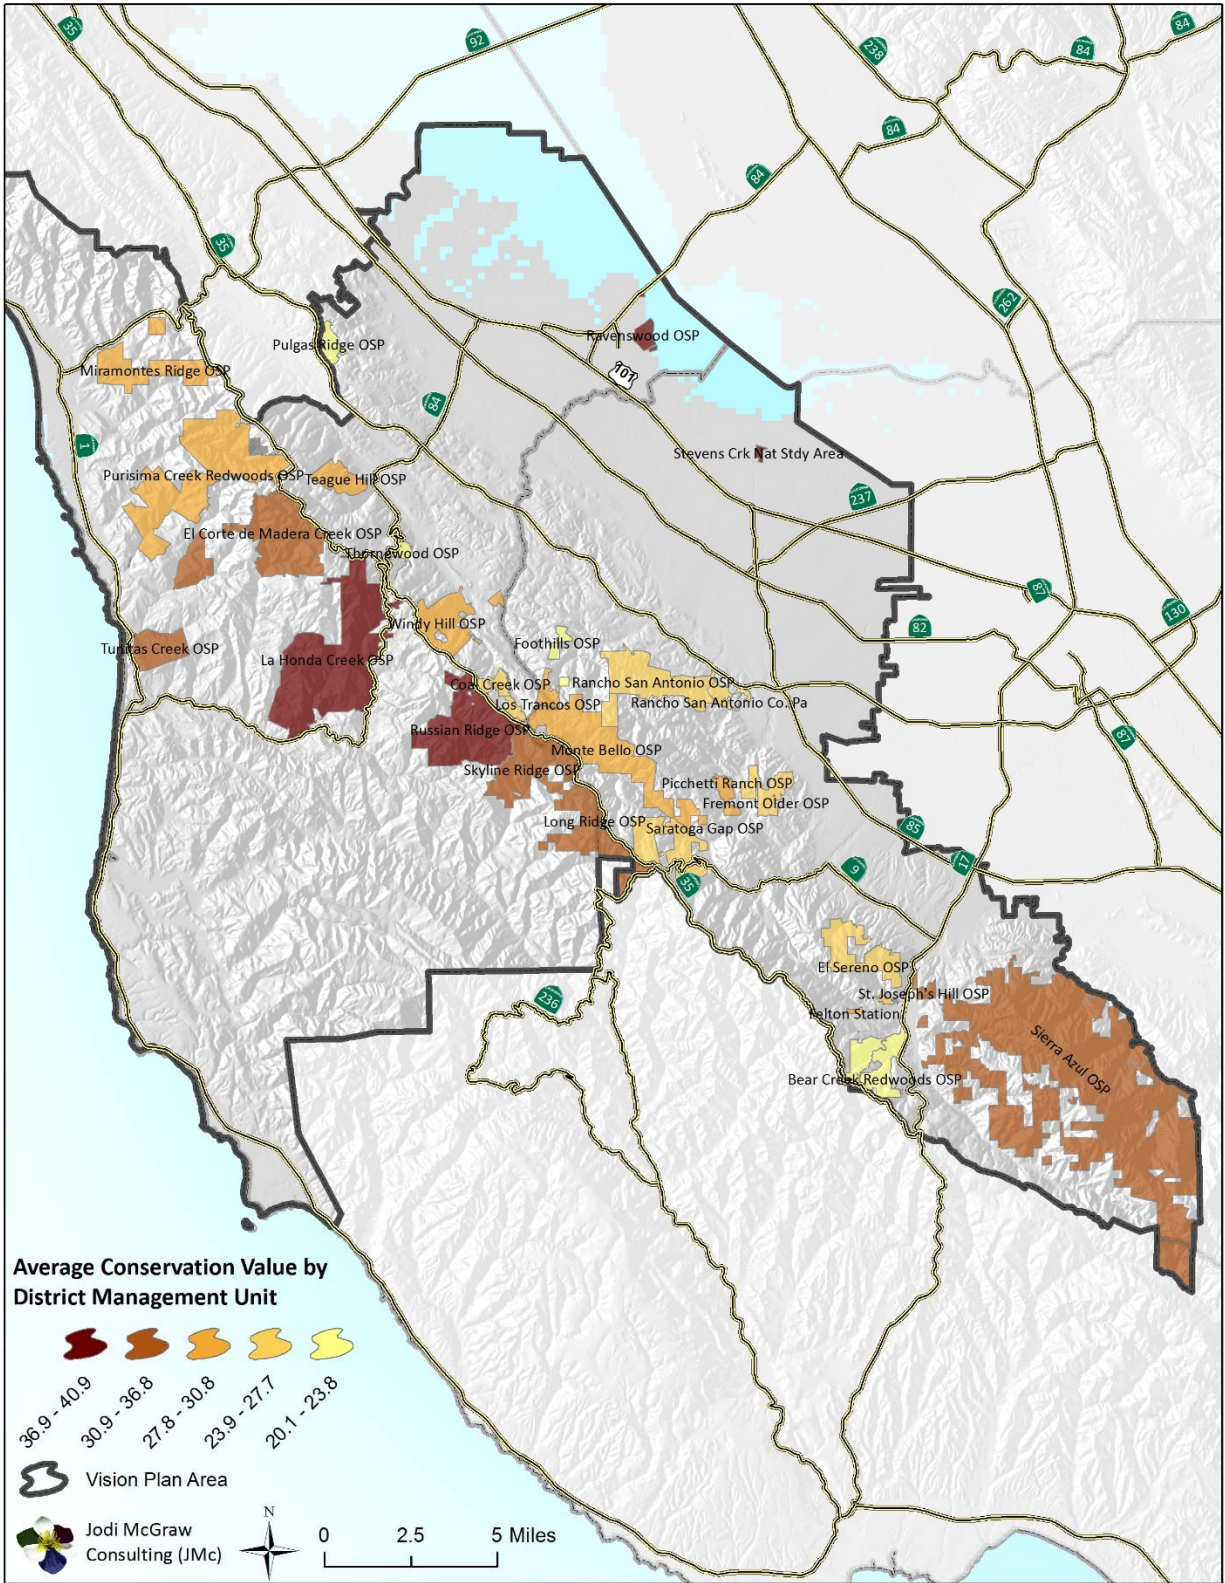 35
92
238
84
84
84
84
35
262
Pulgas Ridge OSP
Ravenswood OSP
Miramontes Ridge OSP
101
84
1
Stevens Crk Nat Stdy Area
Purisima Creek Redwoods OSP
Teague Hill OSP
237
El Corte de Madera Creek OSP
Thornewood OSP
87
130
Windy Hill OSP
82
Tunitas Creek OSP
Foothills OSP
La Honda Creek OSP
Coal Creek OSP
Rancho San Antonio OSP
Los Trancos OSP
Rancho San Antonio Co. Pa
Russian Ridge OSP
87
Monte Bello OSP
Skyline Ridge OSP
Picchetti Ranch OSP
Fremont Older OSP
Long Ridge OSP
Saratoga Gap OSP
85
17
9
35
El Sereno OSP
St. Joseph's Hill OSP
236
Felton Station
Sierra Azul OSP
Bear Creek Redwoods OSP
Average Conservation Value by
District Management Unit
36.9 - 40.9
30.9 - 36.8
27.8 - 30.8
23.9 - 27.7
20.1 - 23.8
Vision Plan Area
Jodi McGraw
Consulting (JMc)
N
0 2.5 5 Miles